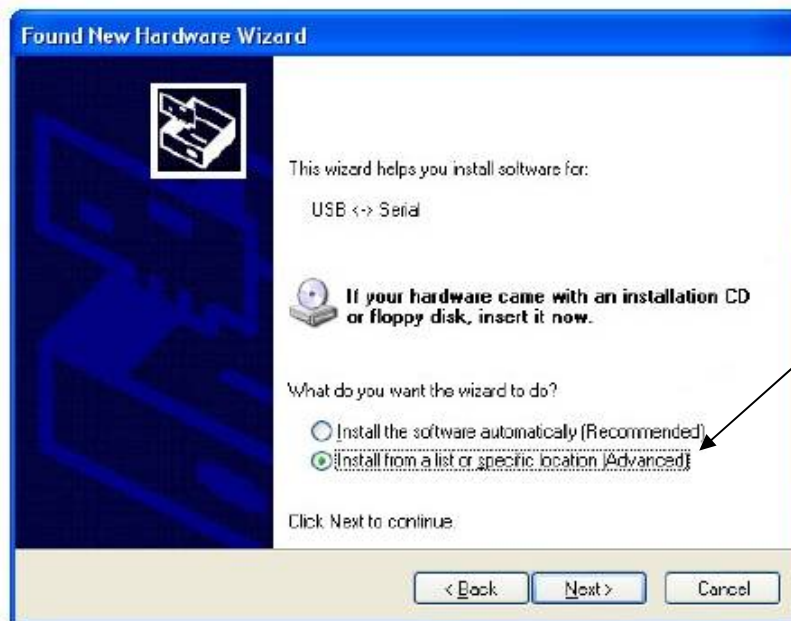 Found New Hardware Wizard
This wizard helps you install software for:
USB <-> Serial
If your hardware came with an installation CD
or floppy disk, insert it now.
What do you want the wizard to do?
Install the software automatically (Recommended)
Install from a list or specific location (Advanced)
Click Next to continue.
< Back
Next >
Cancel